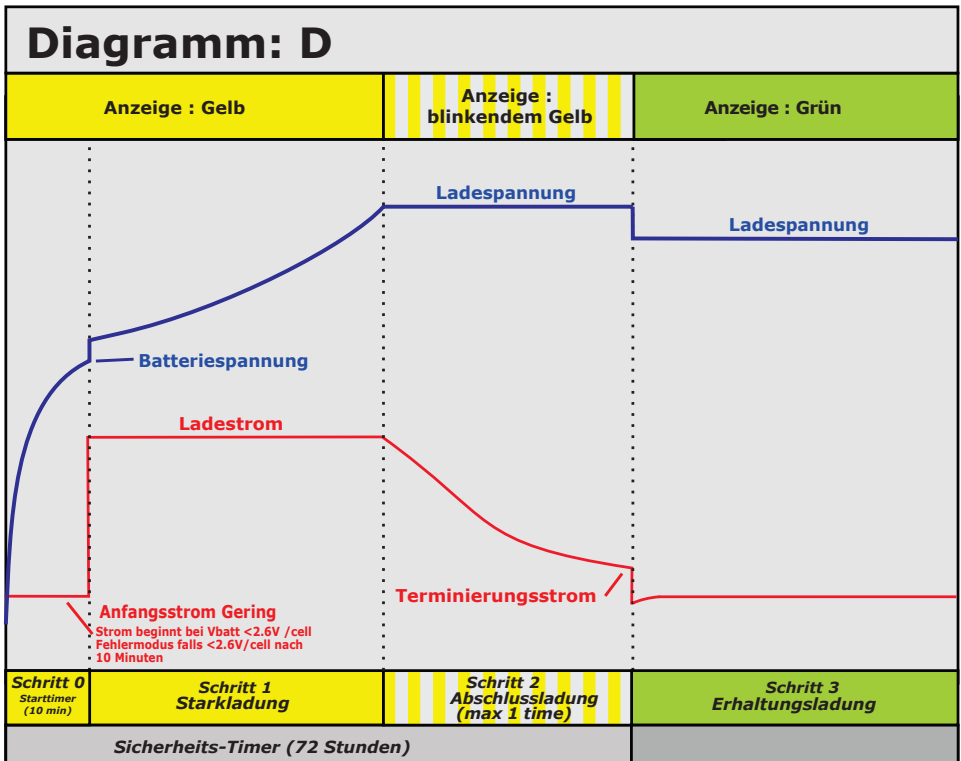 Diagramm: D
Anzeige : Gelb
Anzeige :
blinkendem Gelb
Anzeige : Grün
Ladespannung
Ladespannung
Batteriespannung
Ladestrom
Terminierungsstrom
Anfangsstrom Gering
Strom beginnt bei Vbatt <2.6V /cell
Fehlermodus falls <2.6V/cell nach
10 Minuten
Schritt 0
Starttimer
(10 min)
Schritt 1
Starkladung
Schritt 2
Abschlussladung
(max 1 time)
Schritt 3
Erhaltungsladung
Sicherheits-Timer (72 Stunden)